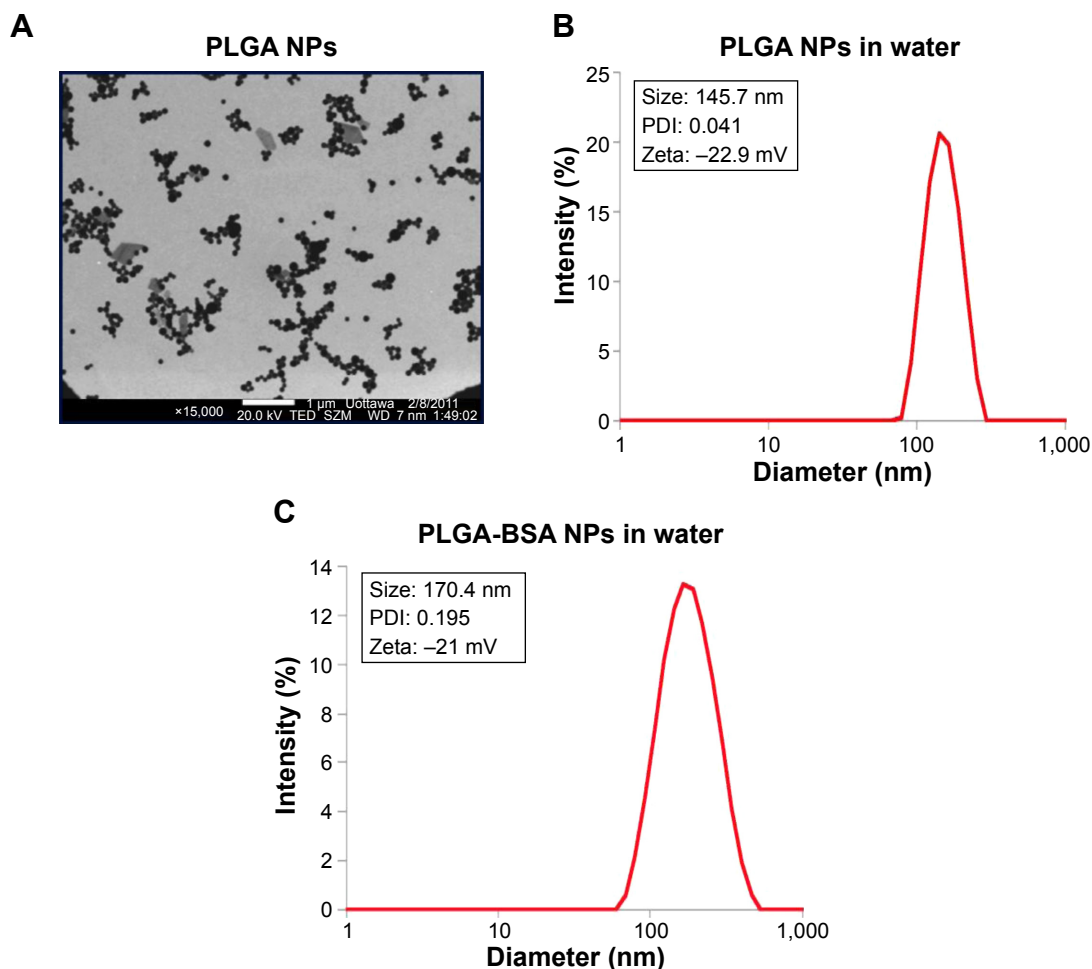 A
PLGA NPs
×15,000
1 µm Uottawa 2/8/2011
20.0 kV TED SZM WD 7 nm 1:49:02
B
PLGA NPs in water
Size: 145.7 nm
PDI: 0.041
Zeta: –22.9 mV
Intensity (%)
25
20
15
10
5
0
1
10
100
1,000
Diameter (nm)
C
PLGA-BSA NPs in water
Size: 170.4 nm
PDI: 0.195
Zeta: –21 mV
Intensity (%)
14
12
10
8
6
4
2
0
1
10
100
1,000
Diameter (nm)